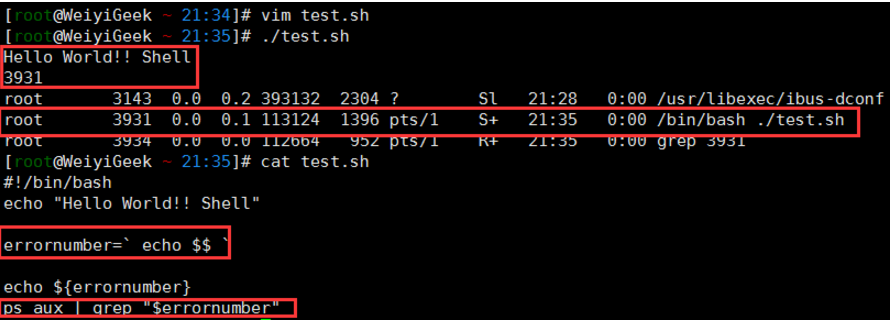 [root@WeiyiGeek ~ 21:34]# vim test.sh
[root@WeiyiGeek ~ 21:35]# ./test.sh
Hello World!! Shell
3931
root 3143 0.0 0.2 393132 2304 ? Sl 21:28 0:00 /usr/libexec/ibus-dconf
root 3931 0.0 0.1 113124 1396 pts/1 S+ 21:35 0:00 /bin/bash ./test.sh
root 3934 0.0 0.0 112664 952 pts/1 R+ 21:35 0:00 grep 3931
[root@WeiyiGeek ~ 21:35]# cat test.sh
#!/bin/bash
echo "Hello World!! Shell"
errornumber=` echo $$ `
echo ${errornumber}
ps aux | grep "$errornumber"